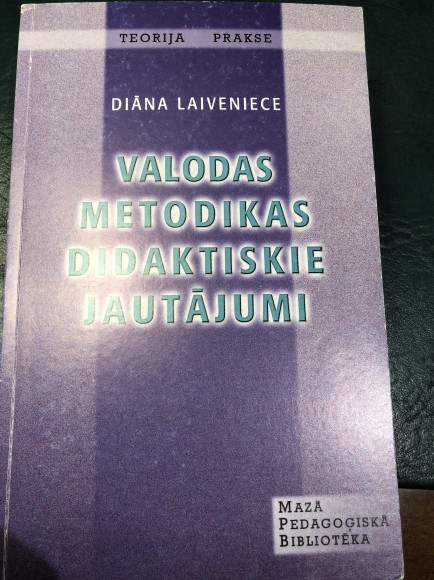 TEORIJA PRAKSE
DIĀNA LAIVENIECE
VALODAS
METODIKAS
DIDAKTISKIE
JAUTĀJUMI
MAZĀ
PEDAGOĢISKĀ
BIBLIOTĒKA